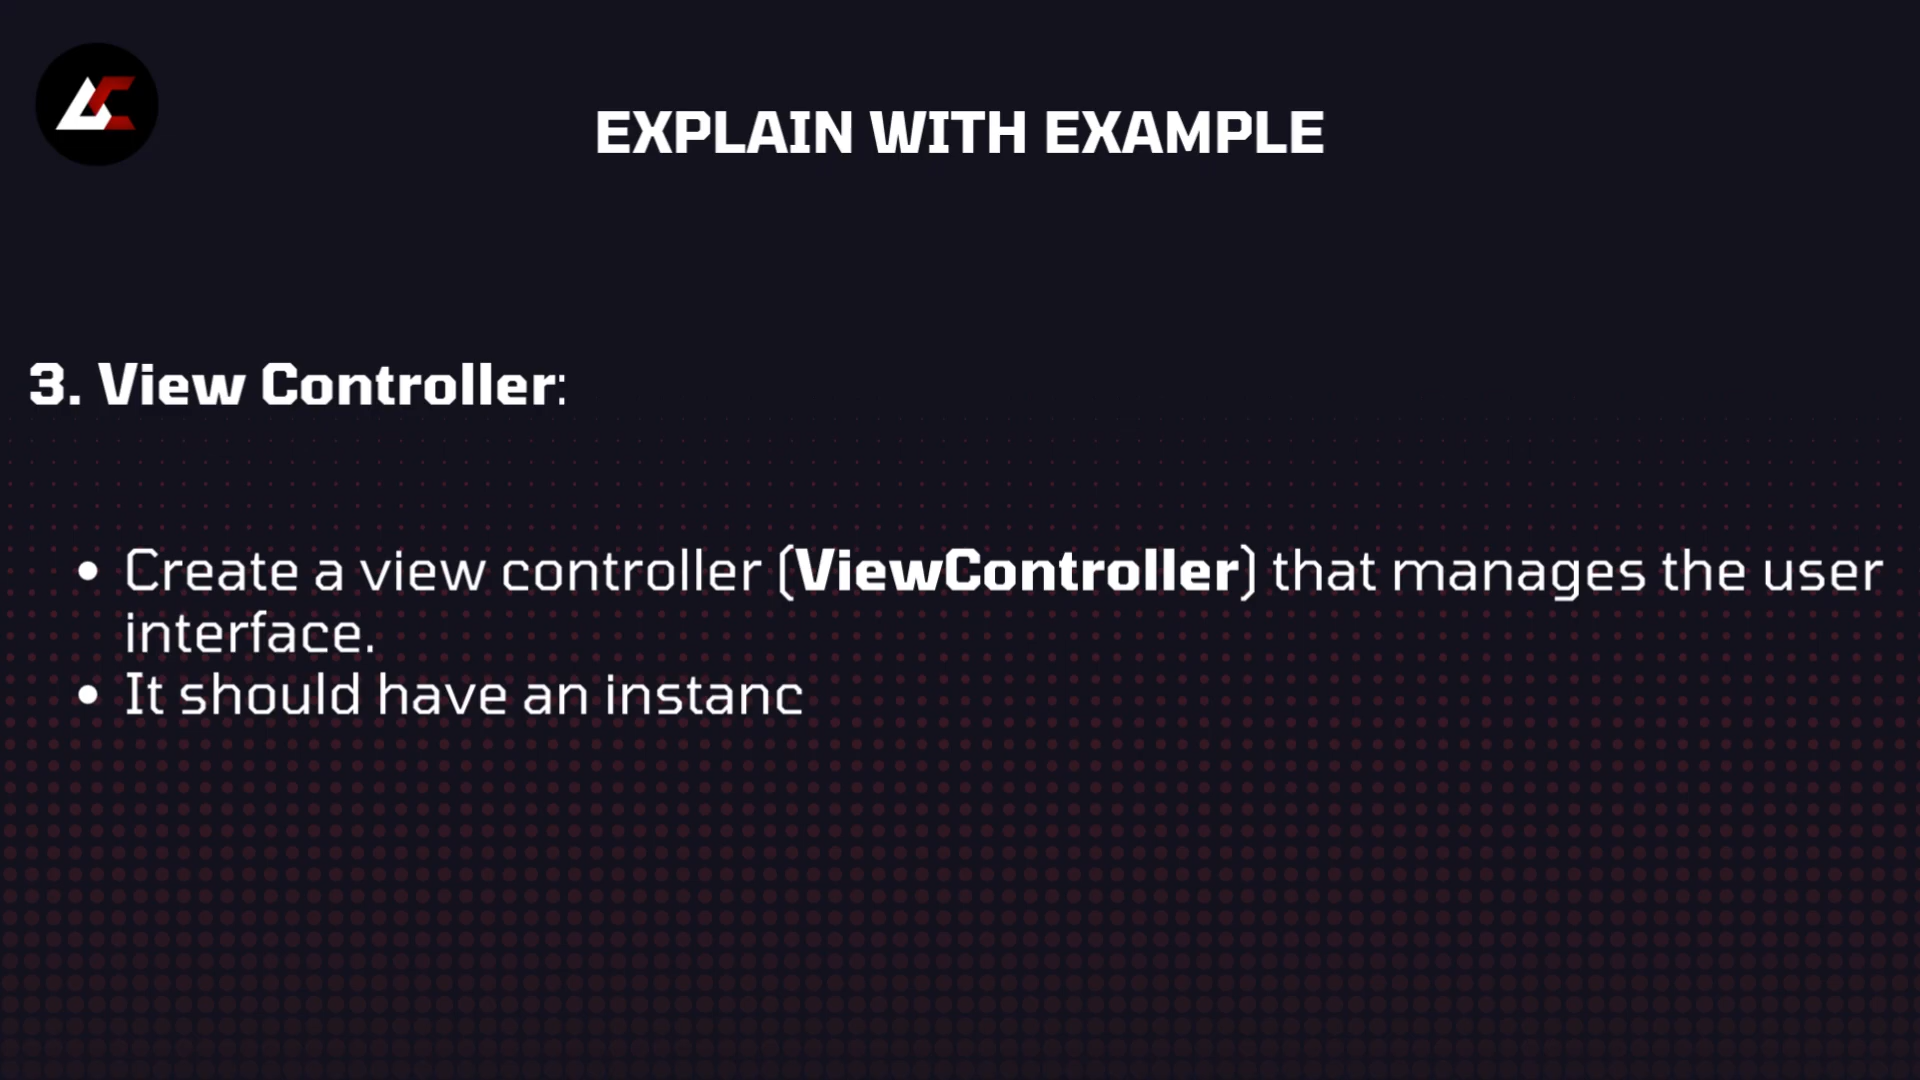 EXPLAIN WITH EXAMPLE
3. View Controller:
• Create a view controller (ViewController) that manages the user
interface.
• It should have an instanc